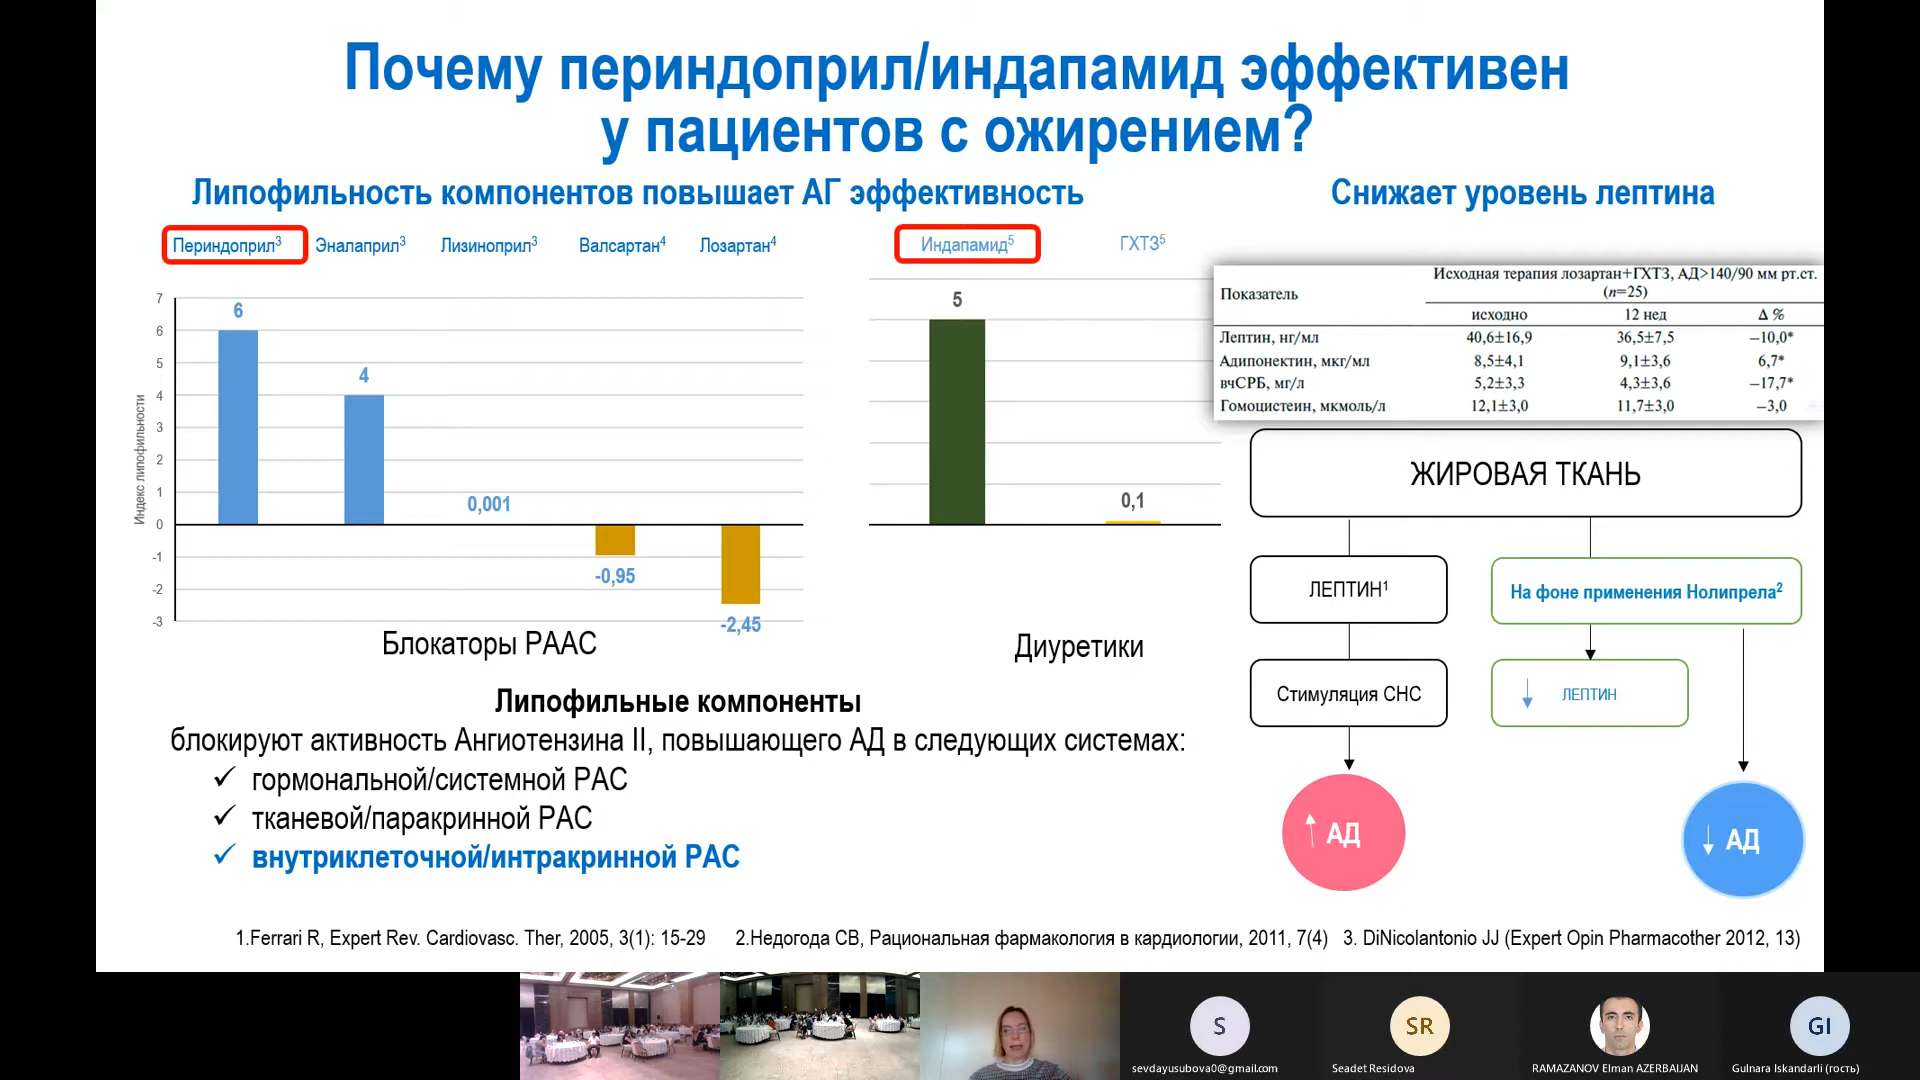 Почему периндоприл/индапамид эффективен
у пациентов с ожирением?
Липофильность компонентов повышает АГ эффективность
Периндоприл³ Эналаприл³ Лизиноприл³ Валсартан⁴ Лозартан⁴
Индапамид⁵ ГХТЗ⁵
Индекс липофильности
7
6
5
4
3
2
1
0
-1
-2
-3
6
4
0,001
-0,95
-2,45
Блокаторы РААС
5
0,1
Диуретики
Липофильные компоненты
блокируют активность Ангиотензина II, повышающего АД в следующих системах:
✓ гормональной/системной РАС
✓ тканевой/паракринной РАС
✓ внутриклеточной/интракринной РАС
Снижает уровень лептина
Показатель
Исходная терапия лозартан+ГХТЗ, АД>140/90 мм рт.ст.
(n=25)
исходно 12 нед Δ %
Лептин, нг/мл 40,6±16,9 36,5±7,5 −10,0*
Адипонектин, мкг/мл 8,5±4,1 9,1±3,6 6,7*
вчСРБ, мг/л 5,2±3,3 4,3±3,6 −17,7*
Гомоцистеин, мкмоль/л 12,1±3,0 11,7±3,0 −3,0
ЖИРОВАЯ ТКАНЬ
ЛЕПТИН¹
На фоне применения Нолипрела²
Стимуляция СНС
↓ ЛЕПТИН
↑ АД
↓ АД
1.Ferrari R, Expert Rev. Cardiovasc. Ther, 2005, 3(1): 15-29 2.Недогода СВ, Рациональная фармакология в кардиологии, 2011, 7(4) 3. DiNicolantonio JJ (Expert Opin Pharmacother 2012, 13)
S
SR
GI
sevdayusubova0@gmail.com
Seadet Residova
RAMAZANOV Elman AZERBAIJAN
Gulnara Iskandarli (гость)